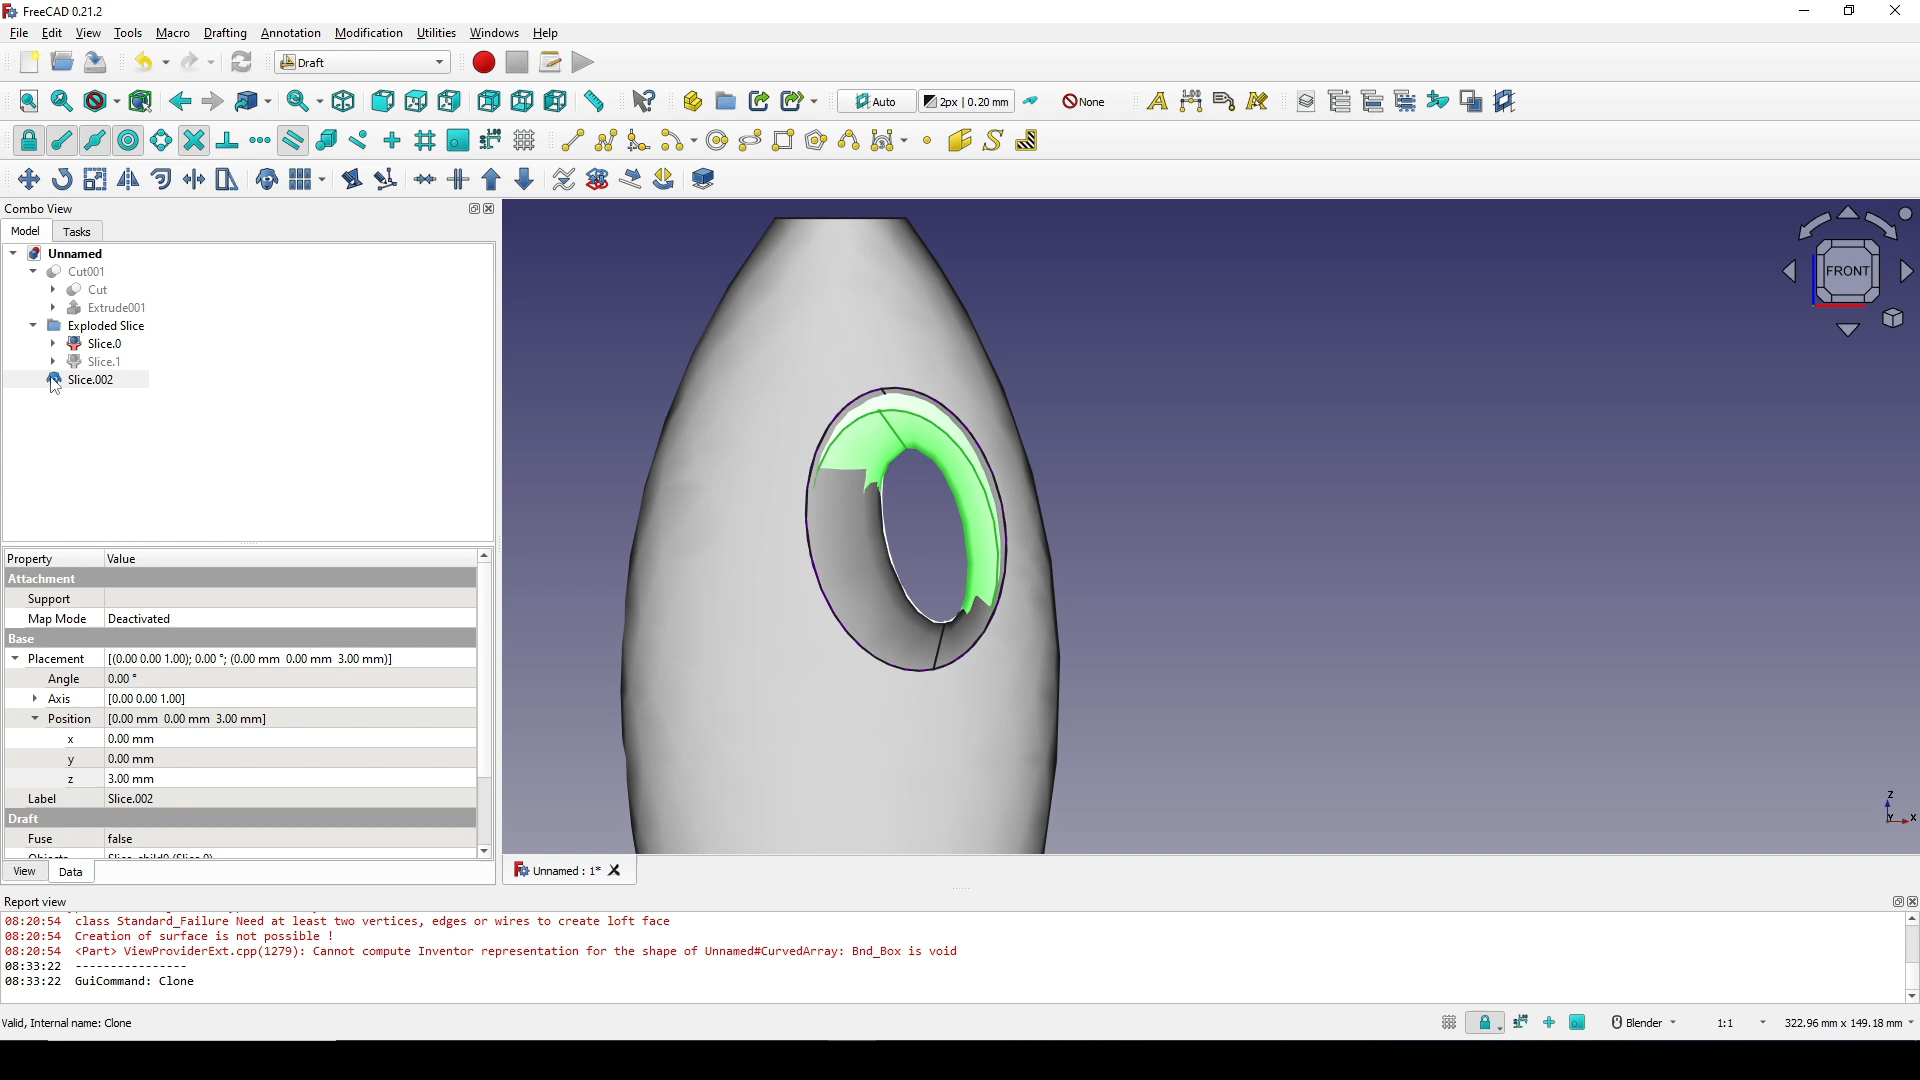 FreeCAD 0.21.2
File Edit View Tools Macro Drafting Annotation Modification Utilities Windows Help
Draft
Auto 2px | 0.20 mm None
Combo View
Model Tasks
Unnamed
Cut001
Cut
Extrude001
Exploded Slice
Slice.0
Slice.1
Slice.002
Property Value
Attachment
Support
Map Mode Deactivated
Base
Placement [(0.00 0.00 1.00); 0.00 °; (0.00 mm 0.00 mm 3.00 mm)]
Angle 0.00 °
Axis [0.00 0.00 1.00]
Position [0.00 mm 0.00 mm 3.00 mm]
x 0.00 mm
y 0.00 mm
z 3.00 mm
Label Slice.002
Draft
Fuse false
View Data
FRONT
Z
Y X
Unnamed : 1*
Report view
08:20:54 class Standard_Failure Need at least two vertices, edges or wires to create loft face
08:20:54 Creation of surface is not possible !
08:20:54 <Part> ViewProviderExt.cpp(1279): Cannot compute Inventor representation for the shape of Unnamed#CurvedArray: Bnd_Box is void
08:33:22 ----------------
08:33:22 GuiCommand: Clone
Valid, Internal name: Clone
Blender 1:1 322.96 mm x 149.18 mm